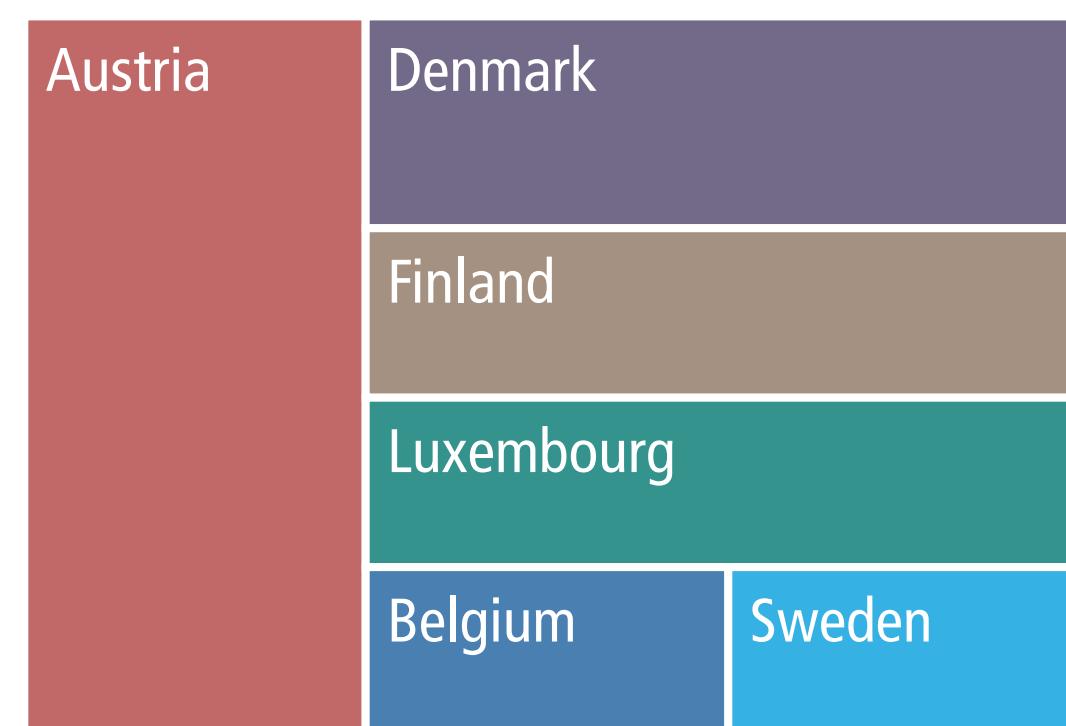 Austria
Denmark
Finland
Luxembourg
Belgium
Sweden